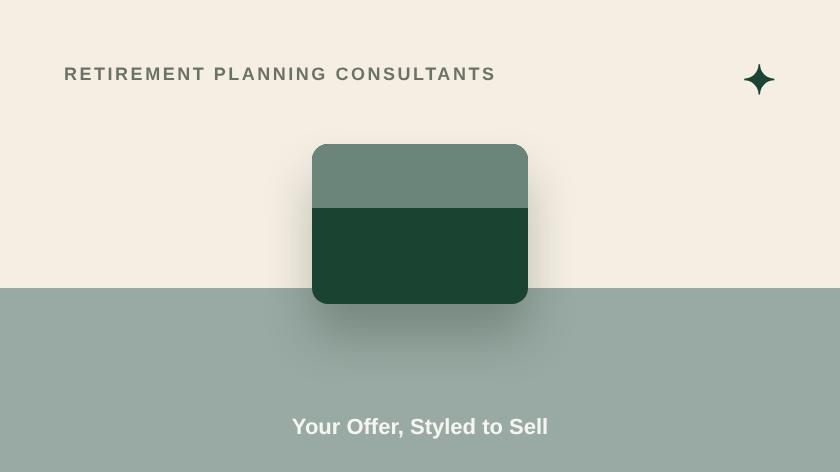 RETIREMENT PLANNING CONSULTANTS
Your Offer, Styled to Sell